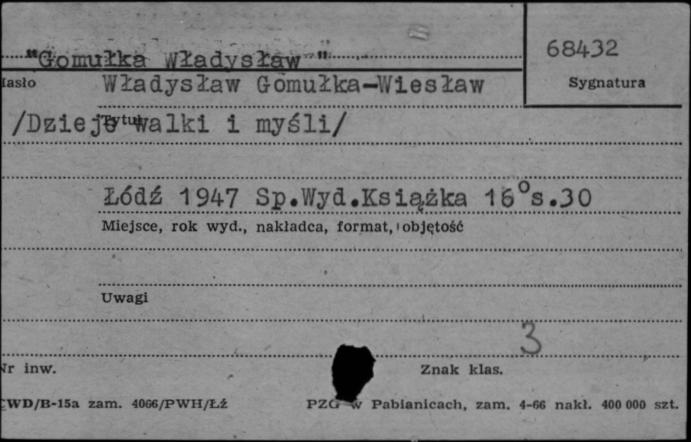 "Gomułka Władysław"
68432
Hasło
Władysław Gomułka-Wiesław
Sygnatura
/Dzieje walki i myśli/
Tytuł
Łódź 1947 Sp.Wyd.Książka 16°s.30
Miejsce, rok wyd., nakładca, format, objętość
Uwagi
3
Nr inw.
Znak klas.
CWD/B-15a zam. 4066/PWH/Łź
PZG w Pabianicach, zam. 4-66 nakł. 400 000 szt.